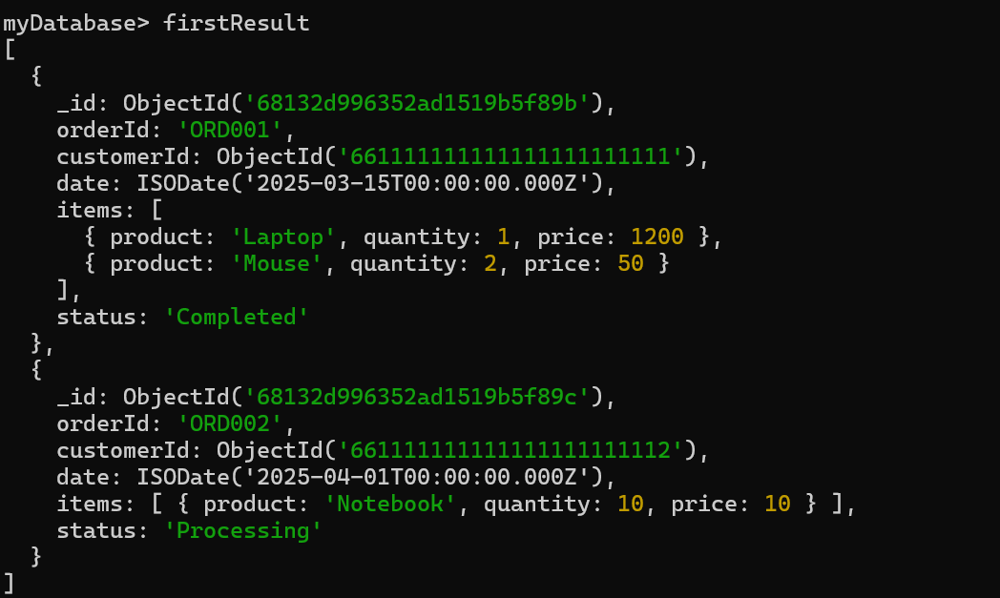 myDatabase> firstResult
[
  {
    _id: ObjectId('68132d996352ad1519b5f89b'),
    orderId: 'ORD001',
    customerId: ObjectId('661111111111111111111111'),
    date: ISODate('2025-03-15T00:00:00.000Z'),
    items: [
      { product: 'Laptop', quantity: 1, price: 1200 },
      { product: 'Mouse', quantity: 2, price: 50 }
    ],
    status: 'Completed'
  },
  {
    _id: ObjectId('68132d996352ad1519b5f89c'),
    orderId: 'ORD002',
    customerId: ObjectId('661111111111111111111112'),
    date: ISODate('2025-04-01T00:00:00.000Z'),
    items: [ { product: 'Notebook', quantity: 10, price: 10 } ],
    status: 'Processing'
  }
]